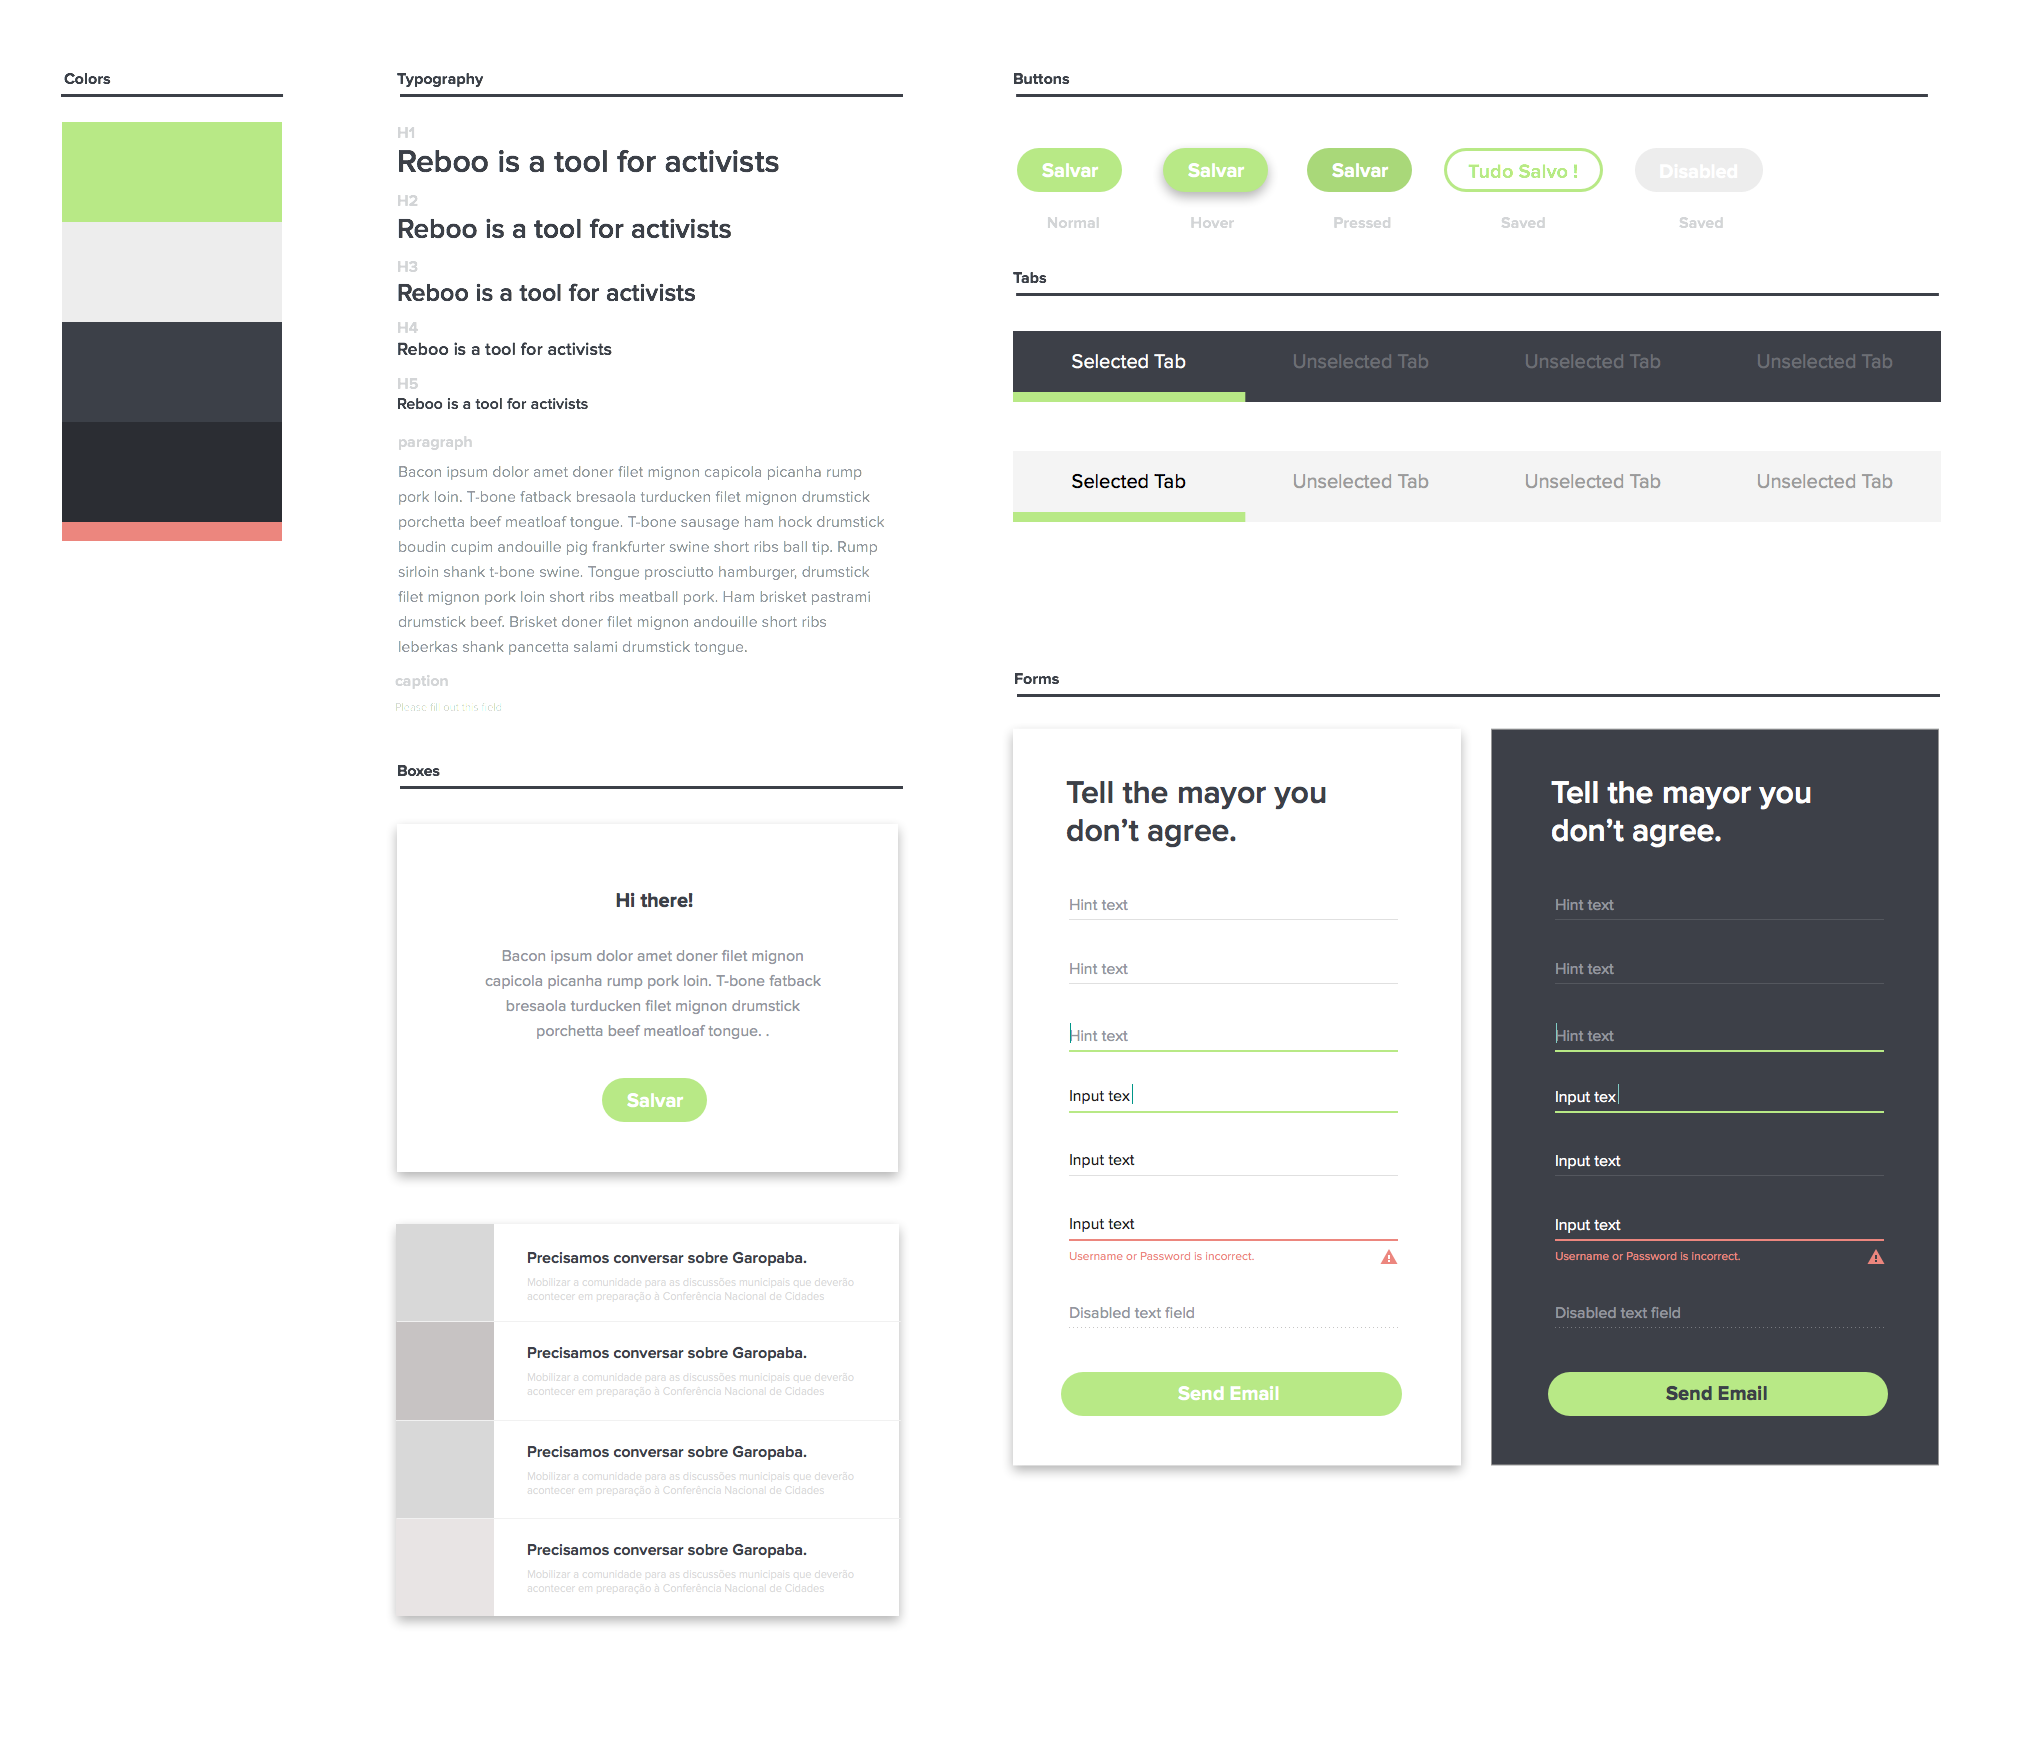 Colors
Typography
H1
Reboo is a tool for activists
H2
Reboo is a tool for activists
H3
Reboo is a tool for activists
H4
Reboo is a tool for activists
H5
Reboo is a tool for activists
paragraph
Bacon ipsum dolor amet doner filet mignon capicola picanha rump
pork loin. T-bone fatback bresaola turducken filet mignon drumstick
porchetta beef meatloaf tongue. T-bone sausage ham hock drumstick
boudin cupim andouille pig frankfurter swine short ribs ball tip. Rump
sirloin shank t-bone swine. Tongue prosciutto hamburger, drumstick
filet mignon pork loin short ribs meatball pork. Ham brisket pastrami
drumstick beef. Brisket doner filet mignon andouille short ribs
leberkas shank pancetta salami drumstick tongue.
caption
Please fill out this field
Boxes
Hi there!
Bacon ipsum dolor amet doner filet mignon
capicola picanha rump pork loin. T-bone fatback
bresaola turducken filet mignon drumstick
porchetta beef meatloaf tongue. .
Salvar
Precisamos conversar sobre Garopaba.
Mobilizar a comunidade para as discussões municipais que deverão
acontecer em preparação à Conferência Nacional de Cidades
Precisamos conversar sobre Garopaba.
Mobilizar a comunidade para as discussões municipais que deverão
acontecer em preparação à Conferência Nacional de Cidades
Precisamos conversar sobre Garopaba.
Mobilizar a comunidade para as discussões municipais que deverão
acontecer em preparação à Conferência Nacional de Cidades
Precisamos conversar sobre Garopaba.
Mobilizar a comunidade para as discussões municipais que deverão
acontecer em preparação à Conferência Nacional de Cidades
Buttons
Salvar
Salvar
Salvar
Tudo Salvo !
Disabled
Normal
Hover
Pressed
Saved
Saved
Tabs
Selected Tab
Unselected Tab
Unselected Tab
Unselected Tab
Selected Tab
Unselected Tab
Unselected Tab
Unselected Tab
Forms
Tell the mayor you
don’t agree.
Hint text
Hint text
Hint text
Input tex
Input text
Input text
Username or Password is incorrect.
Disabled text field
Send Email
Tell the mayor you
don’t agree.
Hint text
Hint text
Hint text
Input tex
Input text
Input text
Username or Password is incorrect.
Disabled text field
Send Email